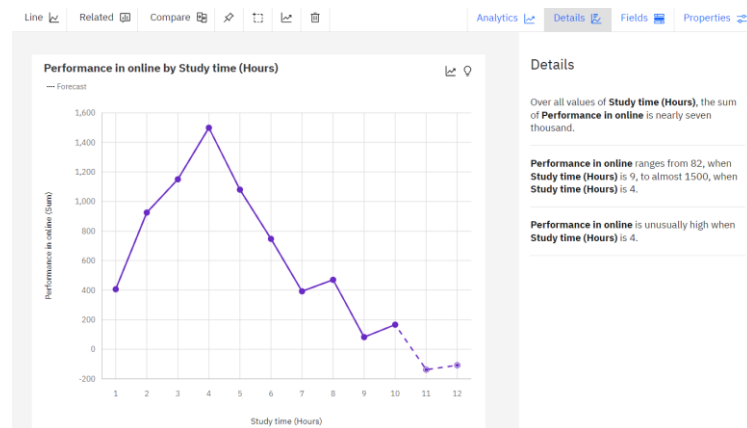 Line Related Compare Analytics Details Fields Properties
Performance in online by Study time (Hours)
Forecast
1,600
1,400
1,200
1,000
800
600
400
200
0
-200
Performance in online (Sum)
1 2 3 4 5 6 7 8 9 10 11 12
Study time (Hours)
Details
Over all values of Study time (Hours), the sum
of Performance in online is nearly seven
thousand.
Performance in online ranges from 82, when
Study time (Hours) is 9, to almost 1500, when
Study time (Hours) is 4.
Performance in online is unusually high when
Study time (Hours) is 4.